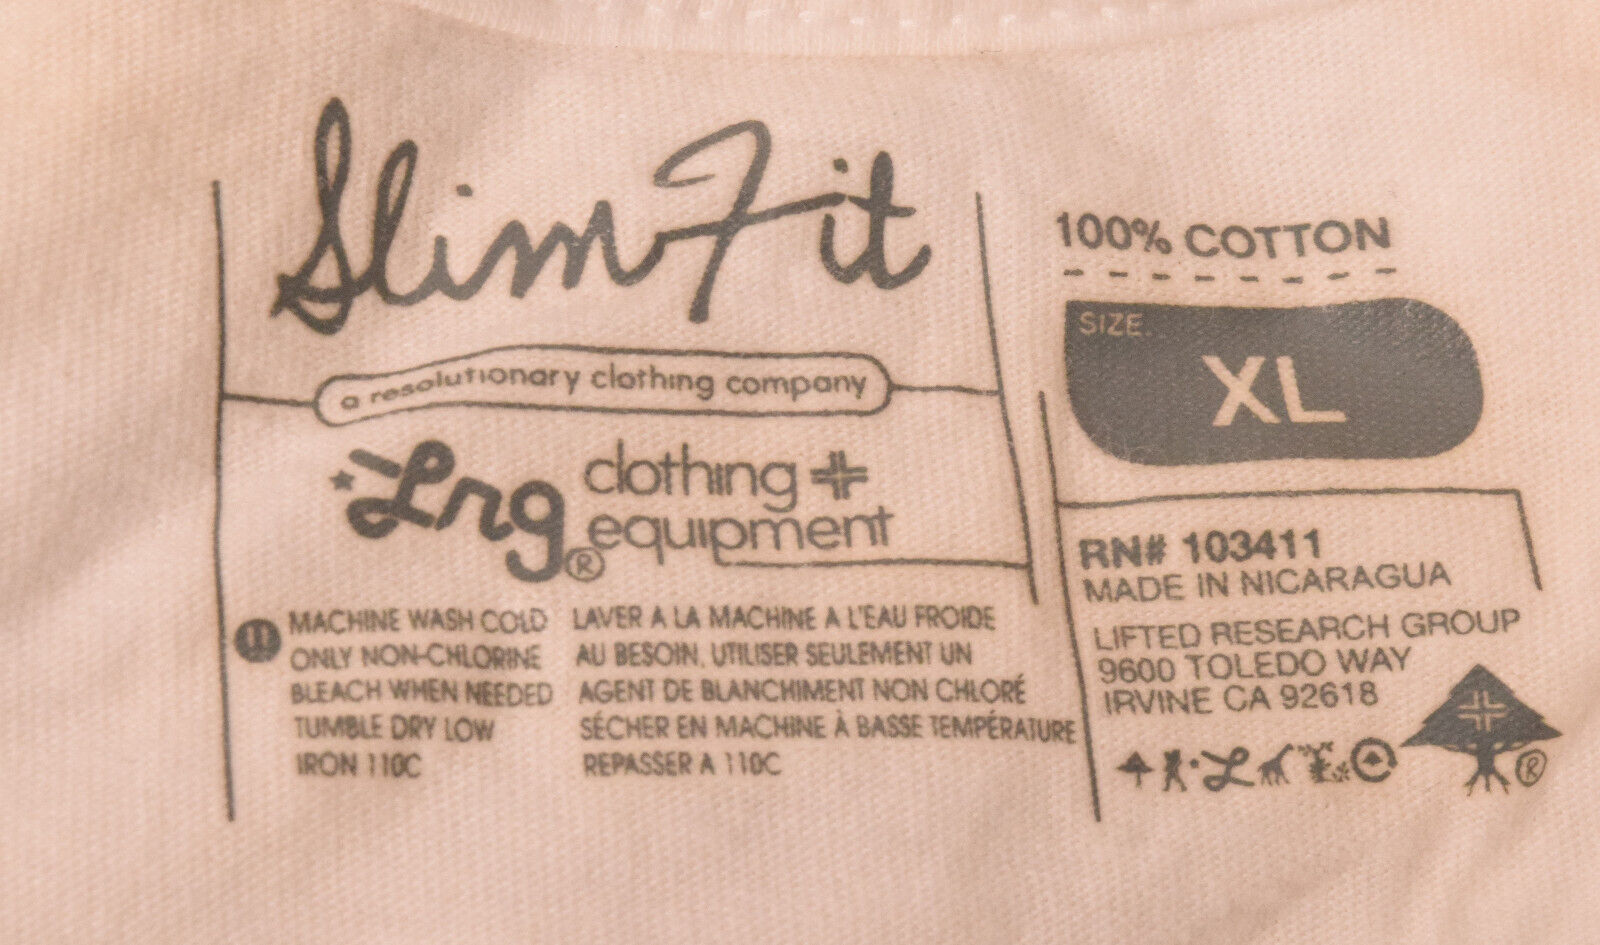 Slim Fit
a resolutionary clothing company
Lrg® clothing +
equipment
MACHINE WASH COLD
ONLY NON-CHLORINE
BLEACH WHEN NEEDED
TUMBLE DRY LOW
IRON 110C
LAVER A LA MACHINE A L'EAU FROIDE
AU BESOIN, UTILISER SEULEMENT UN
AGENT DE BLANCHIMENT NON CHLORÉ
SÉCHER EN MACHINE À BASSE TEMPÉRATURE
REPASSER A 110C
100% COTTON
SIZE.
XL
RN# 103411
MADE IN NICARAGUA
LIFTED RESEARCH GROUP
9600 TOLEDO WAY
IRVINE CA 92618
L
®